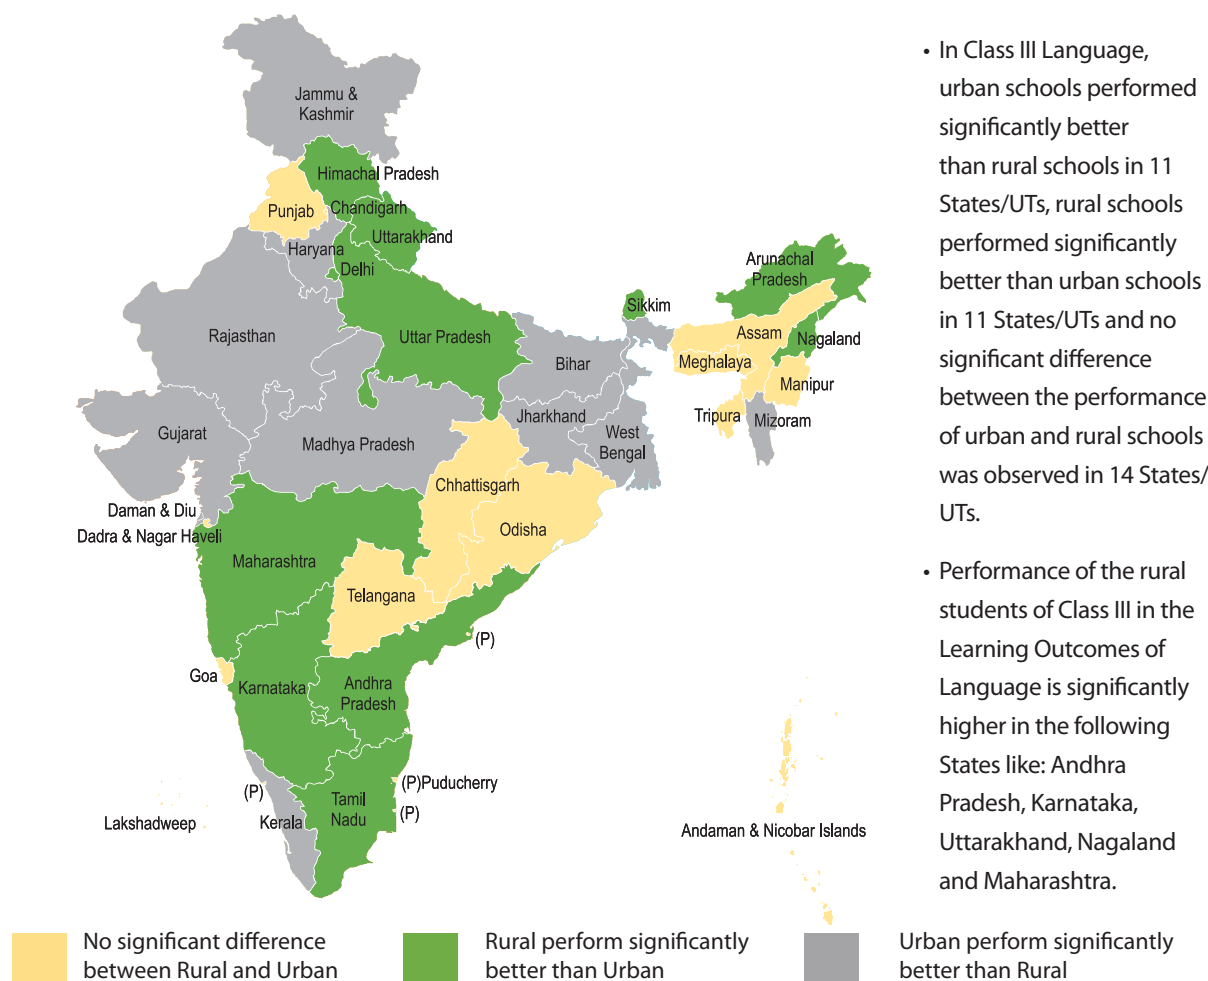 Jammu &
Kashmir
Himachal Pradesh
Punjab
Chandigarh
Uttarakhand
Haryana
Delhi
Arunachal
Pradesh
Sikkim
Rajasthan
Uttar Pradesh
Assam
Nagaland
Bihar
Meghalaya
Manipur
Tripura
Mizoram
Jharkhand
West
Bengal
Gujarat
Madhya Pradesh
Chhattisgarh
Daman & Diu
Dadra & Nagar Haveli
Odisha
Maharashtra
Telangana
(P)
Goa
Karnataka
Andhra
Pradesh
(P)Puducherry
(P)
Tamil
Nadu
(P)
Kerala
Lakshadweep
Andaman & Nicobar Islands
• In Class III Language,
urban schools performed
significantly better
than rural schools in 11
States/UTs, rural schools
performed significantly
better than urban schools
in 11 States/UTs and no
significant difference
between the performance
of urban and rural schools
was observed in 14 States/
UTs.
• Performance of the rural
students of Class III in the
Learning Outcomes of
Language is significantly
higher in the following
States like: Andhra
Pradesh, Karnataka,
Uttarakhand, Nagaland
and Maharashtra.
No significant difference
between Rural and Urban
Rural perform significantly
better than Urban
Urban perform significantly
better than Rural